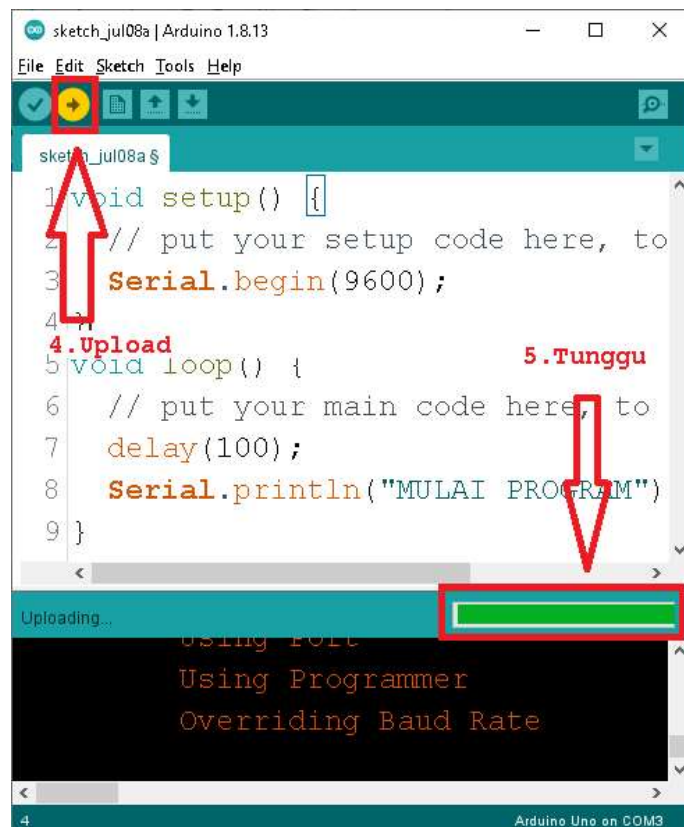 sketch_jul08a | Arduino 1.8.13
File Edit Sketch Tools Help
sketch_jul08a §
1 void setup() {
2 // put your setup code here, to
3 Serial.begin(9600);
4 }
4.Upload
5.Tunggu
5 void loop() {
6 // put your main code here, to
7 delay(100);
8 Serial.println("MULAI PROGRAM")
9 }
Uploading...
Using Port
Using Programmer
Overriding Baud Rate
4 Arduino Uno on COM3